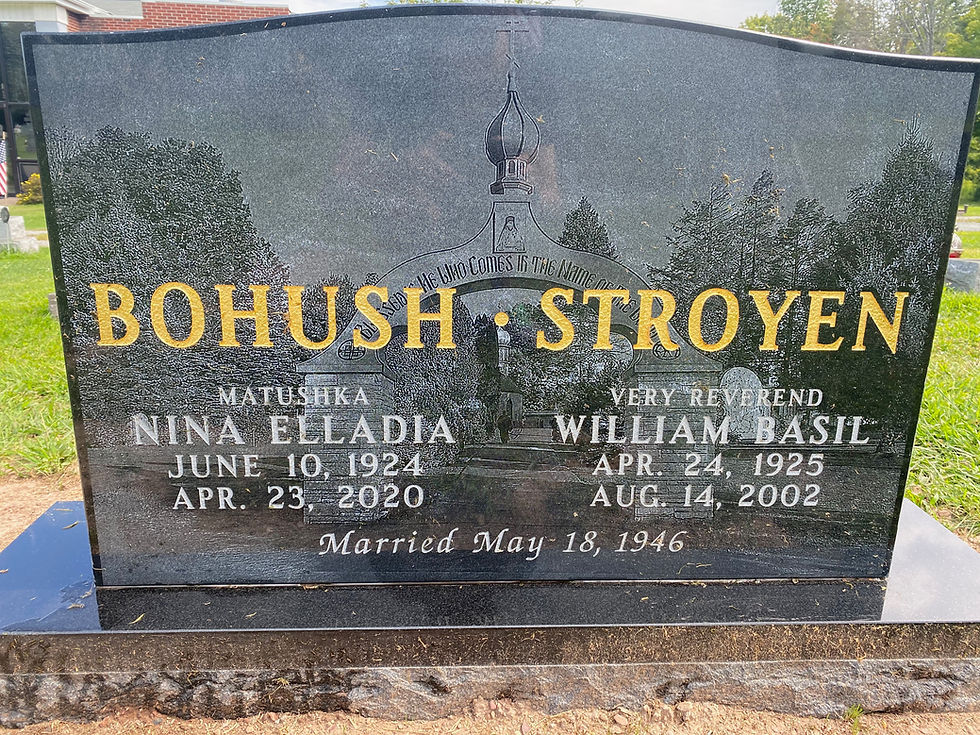 BLESSED IS HE WHO COMES IN THE NAME OF THE
BOHUSH · STROYEN
MATUSHKA
NINA ELLADIA
JUNE 10, 1924
APR. 23, 2020
VERY REVEREND
WILLIAM BASIL
APR. 24, 1925
AUG. 14, 2002
Married May 18, 1946